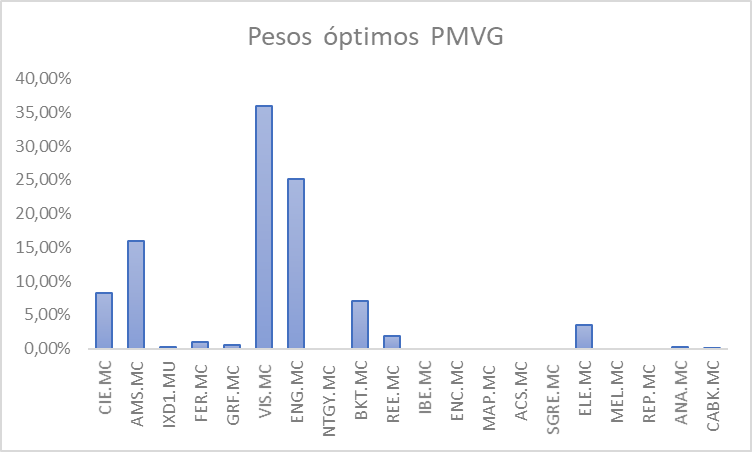 Pesos óptimos PMVG
40,00%
35,00%
30,00%
25,00%
20,00%
15,00%
10,00%
5,00%
0,00%
CIE.MC
AMS.MC
IXD1.MU
FER.MC
GRF.MC
VIS.MC
ENG.MC
NTGY.MC
BKT.MC
REE.MC
IBE.MC
ENC.MC
MAP.MC
ACS.MC
SGRE.MC
ELE.MC
MEL.MC
REP.MC
ANA.MC
CABK.MC